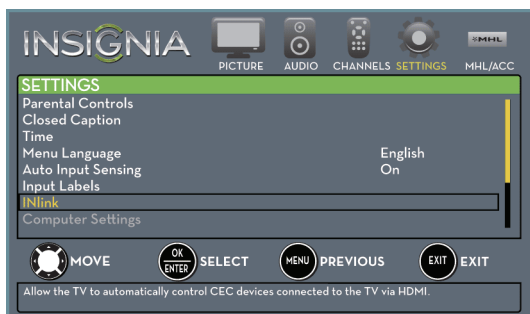 INSIGNIA
PICTURE AUDIO CHANNELS SETTINGS MHL MHL/ACC
SETTINGS
Parental Controls
Closed Caption
Time
Menu Language English
Auto Input Sensing On
Input Labels
INlink
Computer Settings
MOVE OK ENTER SELECT MENU PREVIOUS EXIT EXIT
Allow the TV to automatically control CEC devices connected to the TV via HDMI.